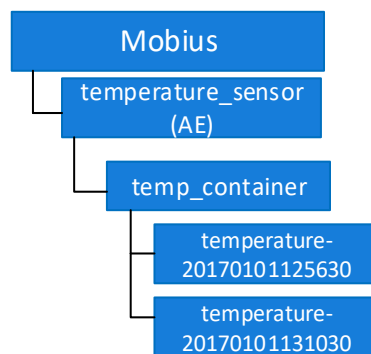 Mobius
temperature_sensor
(AE)
temp_container
temperature-
20170101125630
temperature-
20170101131030